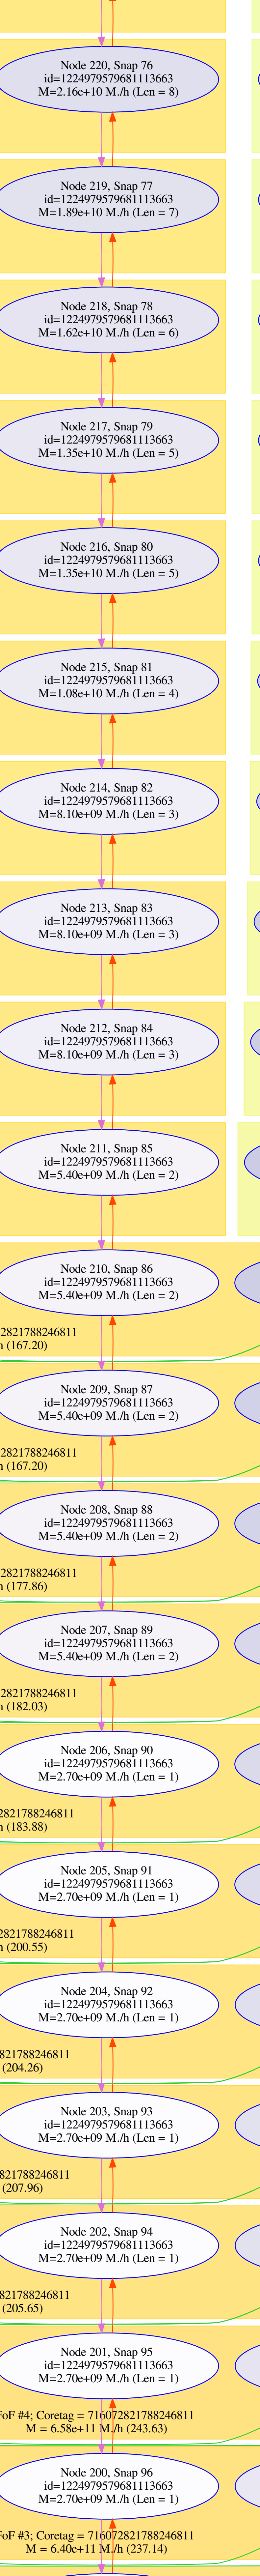 Node 220, Snap 76
id=1224979579681113663
M=2.16e+10 M./h (Len = 8)
Node 219, Snap 77
id=1224979579681113663
M=1.89e+10 M./h (Len = 7)
Node 218, Snap 78
id=1224979579681113663
M=1.62e+10 M./h (Len = 6)
Node 217, Snap 79
id=1224979579681113663
M=1.35e+10 M./h (Len = 5)
Node 216, Snap 80
id=1224979579681113663
M=1.35e+10 M./h (Len = 5)
Node 215, Snap 81
id=1224979579681113663
M=1.08e+10 M./h (Len = 4)
Node 214, Snap 82
id=1224979579681113663
M=8.10e+09 M./h (Len = 3)
Node 213, Snap 83
id=1224979579681113663
M=8.10e+09 M./h (Len = 3)
Node 212, Snap 84
id=1224979579681113663
M=8.10e+09 M./h (Len = 3)
Node 211, Snap 85
id=1224979579681113663
M=5.40e+09 M./h (Len = 2)
Node 210, Snap 86
id=1224979579681113663
M=5.40e+09 M./h (Len = 2)
2821788246811
(167.20)
Node 209, Snap 87
id=1224979579681113663
M=5.40e+09 M./h (Len = 2)
2821788246811
(167.20)
Node 208, Snap 88
id=1224979579681113663
M=5.40e+09 M./h (Len = 2)
2821788246811
(177.86)
Node 207, Snap 89
id=1224979579681113663
M=5.40e+09 M./h (Len = 2)
2821788246811
(182.03)
Node 206, Snap 90
id=1224979579681113663
M=2.70e+09 M./h (Len = 1)
2821788246811
(183.88)
Node 205, Snap 91
id=1224979579681113663
M=2.70e+09 M./h (Len = 1)
2821788246811
(200.55)
Node 204, Snap 92
id=1224979579681113663
M=2.70e+09 M./h (Len = 1)
821788246811
(204.26)
Node 203, Snap 93
id=1224979579681113663
M=2.70e+09 M./h (Len = 1)
821788246811
(207.96)
Node 202, Snap 94
id=1224979579681113663
M=2.70e+09 M./h (Len = 1)
821788246811
(205.65)
Node 201, Snap 95
id=1224979579681113663
M=2.70e+09 M./h (Len = 1)
FoF #4; Coretag = 716072821788246811
M = 6.58e+11 M./h (243.63)
Node 200, Snap 96
id=1224979579681113663
M=2.70e+09 M./h (Len = 1)
FoF #3; Coretag = 716072821788246811
M = 6.40e+11 M./h (237.14)